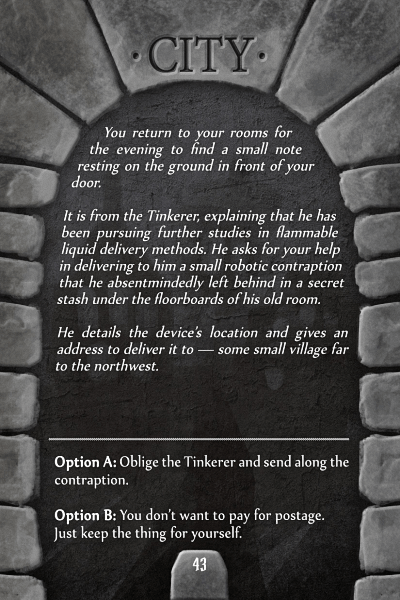 · CITY ·
You return to your rooms for
the evening to find a small note
resting on the ground in front of your
door.
It is from the Tinkerer, explaining that he has
been pursuing further studies in flammable
liquid delivery methods. He asks for your help
in delivering to him a small robotic contraption
that he absentmindedly left behind in a secret
stash under the floorboards of his old room.
He details the device's location and gives an
address to deliver it to — some small village far
to the northwest.
Option A: Oblige the Tinkerer and send along the
contraption.
Option B: You don't want to pay for postage.
Just keep the thing for yourself.
43